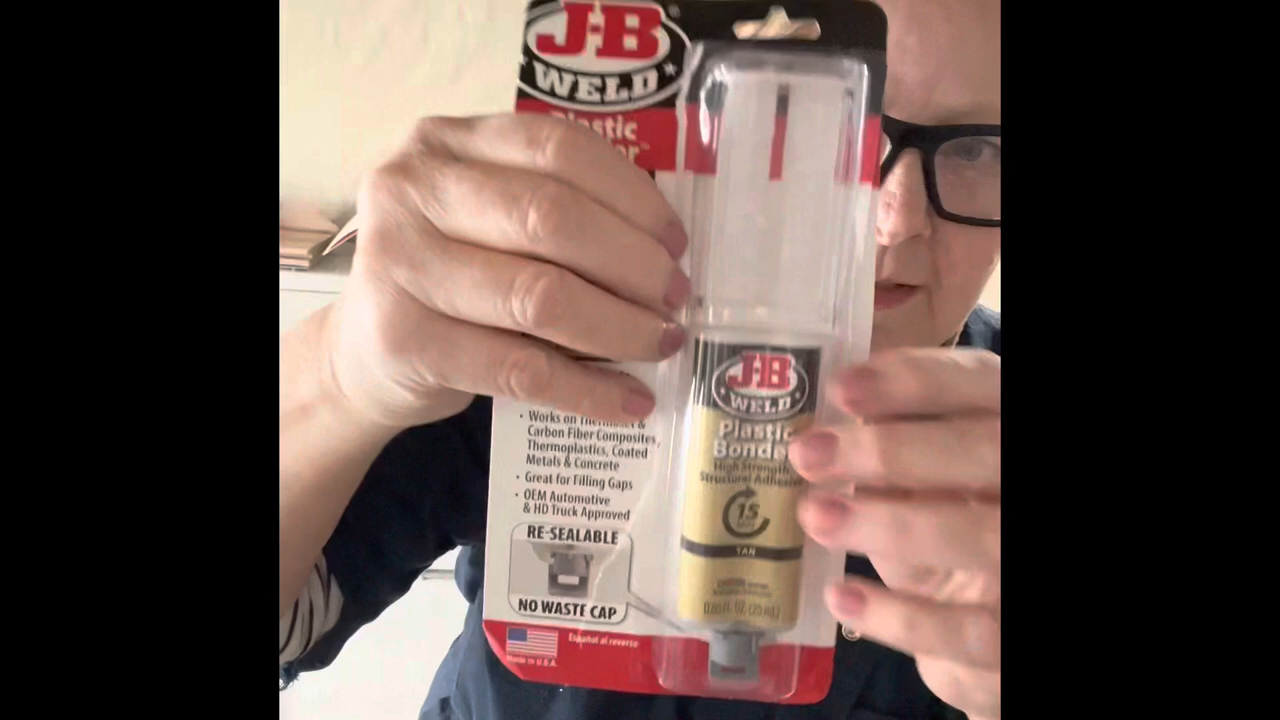 J-B
WELD
Plastic
J-B
WELD
Plastic
Bonder
High Strength
Structural Adhesive
15
TAN
0.85 FL. OZ. (25 mL)
• Works on Thermoset &
Carbon Fiber Composites,
Thermoplastics, Coated
Metals & Concrete
• Great for Filling Gaps
• OEM Automotive
& HD Truck Approved
RE-SEALABLE
NO WASTE CAP
Made in U.S.A.
Español al reverso